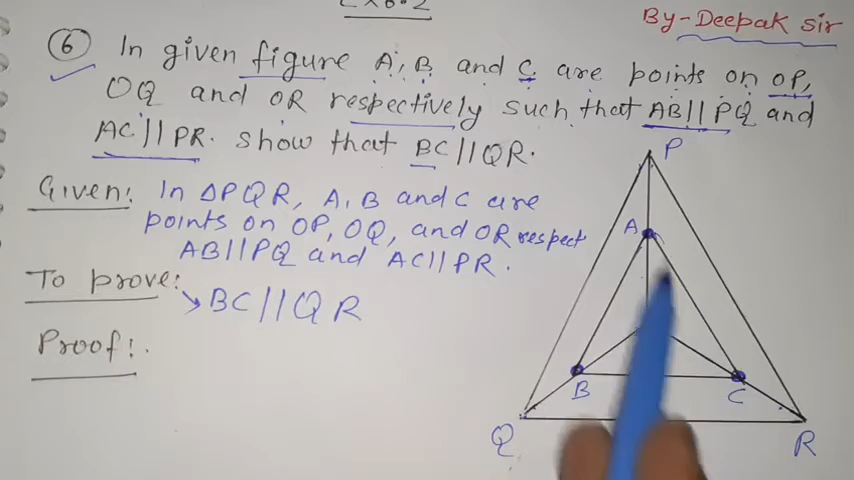 By-Deepak Sir
6 In given figure A, B and C are points on OP,
OQ and OR respectively such that AB||PQ and
AC||PR. show that BC||QR.
Given: In ΔPQR, A, B and C are
points on OP, OQ, and OR respect
AB||PQ and AC||PR.
To prove:
→BC||QR
Proof:.
P
A
B
C
Q
R